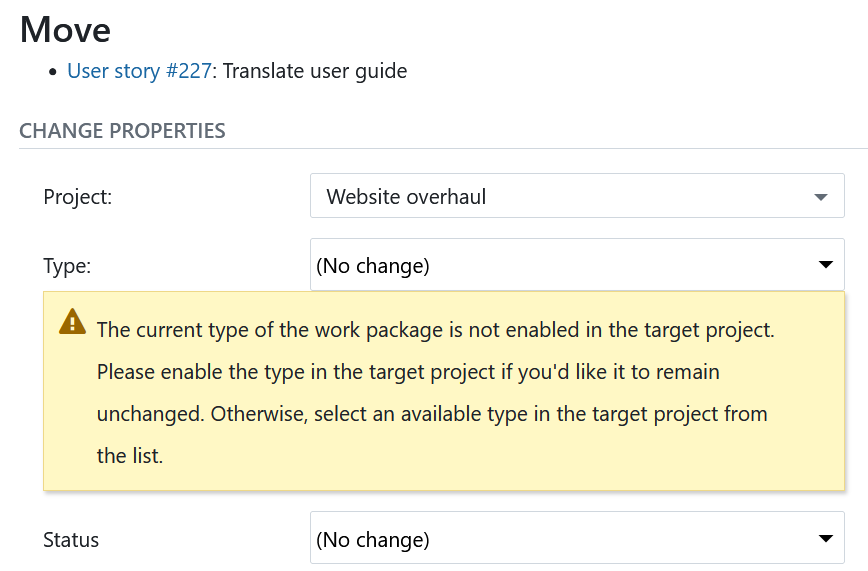 Move
• User story #227: Translate user guide
CHANGE PROPERTIES
Project:
Website overhaul
Type:
(No change)
The current type of the work package is not enabled in the target project.
Please enable the type in the target project if you'd like it to remain
unchanged. Otherwise, select an available type in the target project from
the list.
Status
(No change)